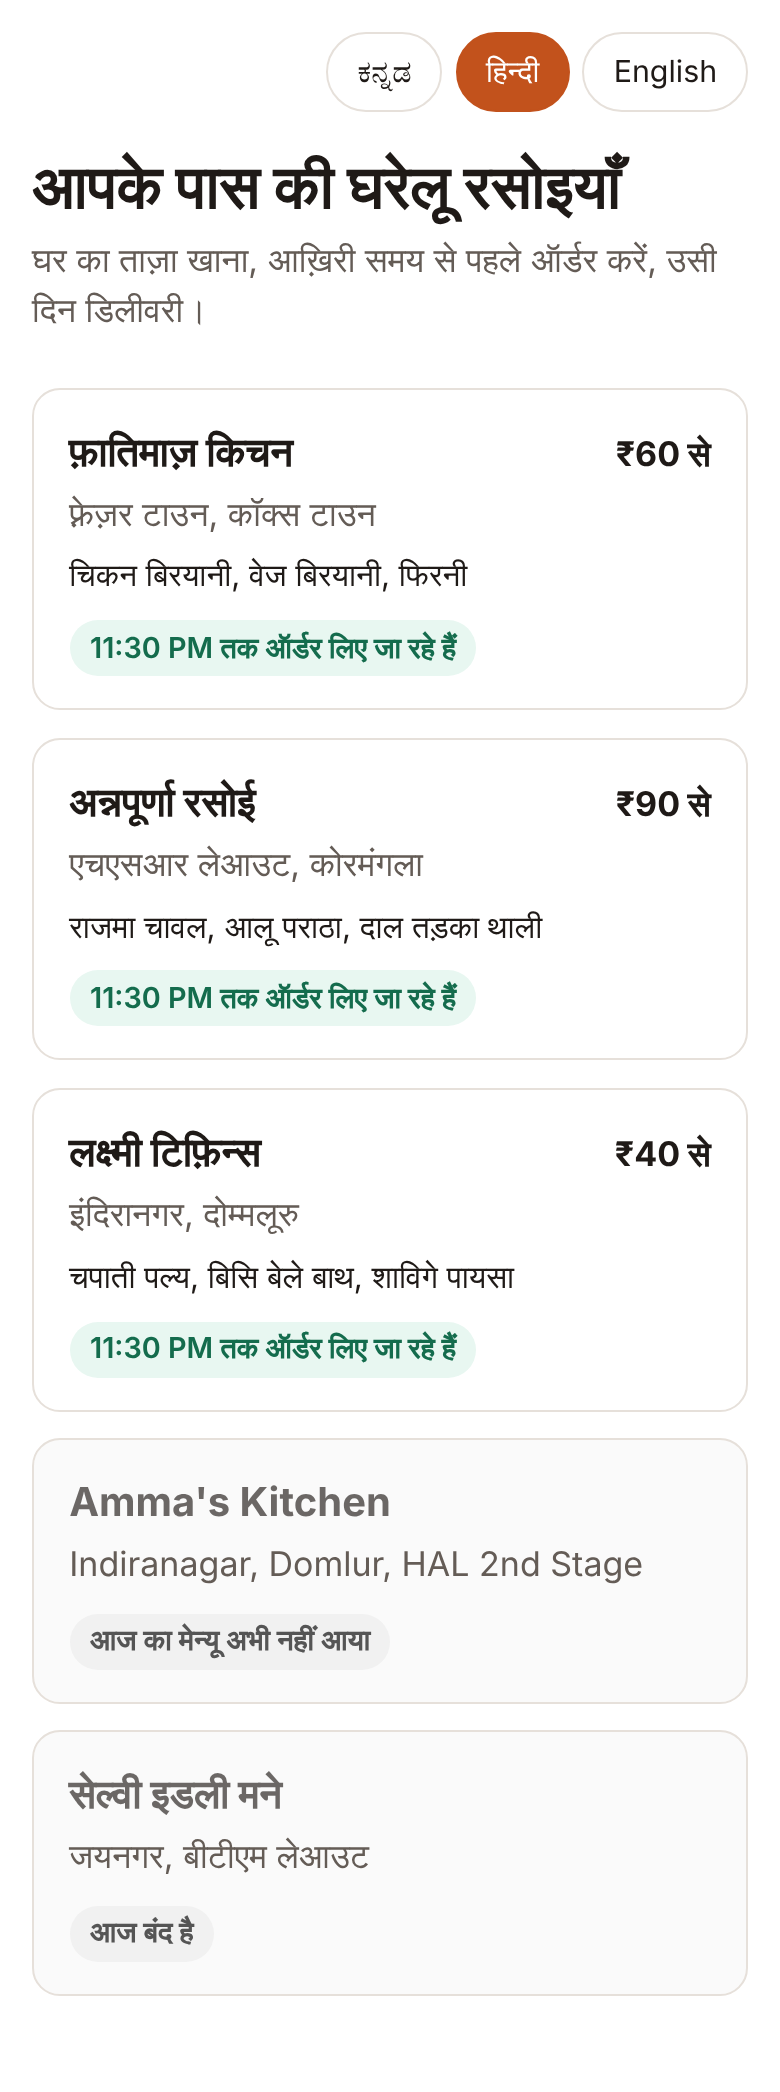 ಕನ್ನಡ हिन्दी English
आपके पास की घरेलू रसोइयाँ
घर का ताज़ा खाना, आख़िरी समय से पहले ऑर्डर करें, उसी
दिन डिलीवरी।
फ़ातिमाज़ किचन ₹60 से
फ़्रेज़र टाउन, कॉक्स टाउन
चिकन बिरयानी, वेज बिरयानी, फिरनी
11:30 PM तक ऑर्डर लिए जा रहे हैं
अन्नपूर्णा रसोई ₹90 से
एचएसआर लेआउट, कोरमंगला
राजमा चावल, आलू पराठा, दाल तड़का थाली
11:30 PM तक ऑर्डर लिए जा रहे हैं
लक्ष्मी टिफ़िन्स ₹40 से
इंदिरानगर, दोम्मलूरु
चपाती पल्य, बिसि बेले बाथ, शाविगे पायसा
11:30 PM तक ऑर्डर लिए जा रहे हैं
Amma's Kitchen
Indiranagar, Domlur, HAL 2nd Stage
आज का मेन्यू अभी नहीं आया
सेल्वी इडली मने
जयनगर, बीटीएम लेआउट
आज बंद है